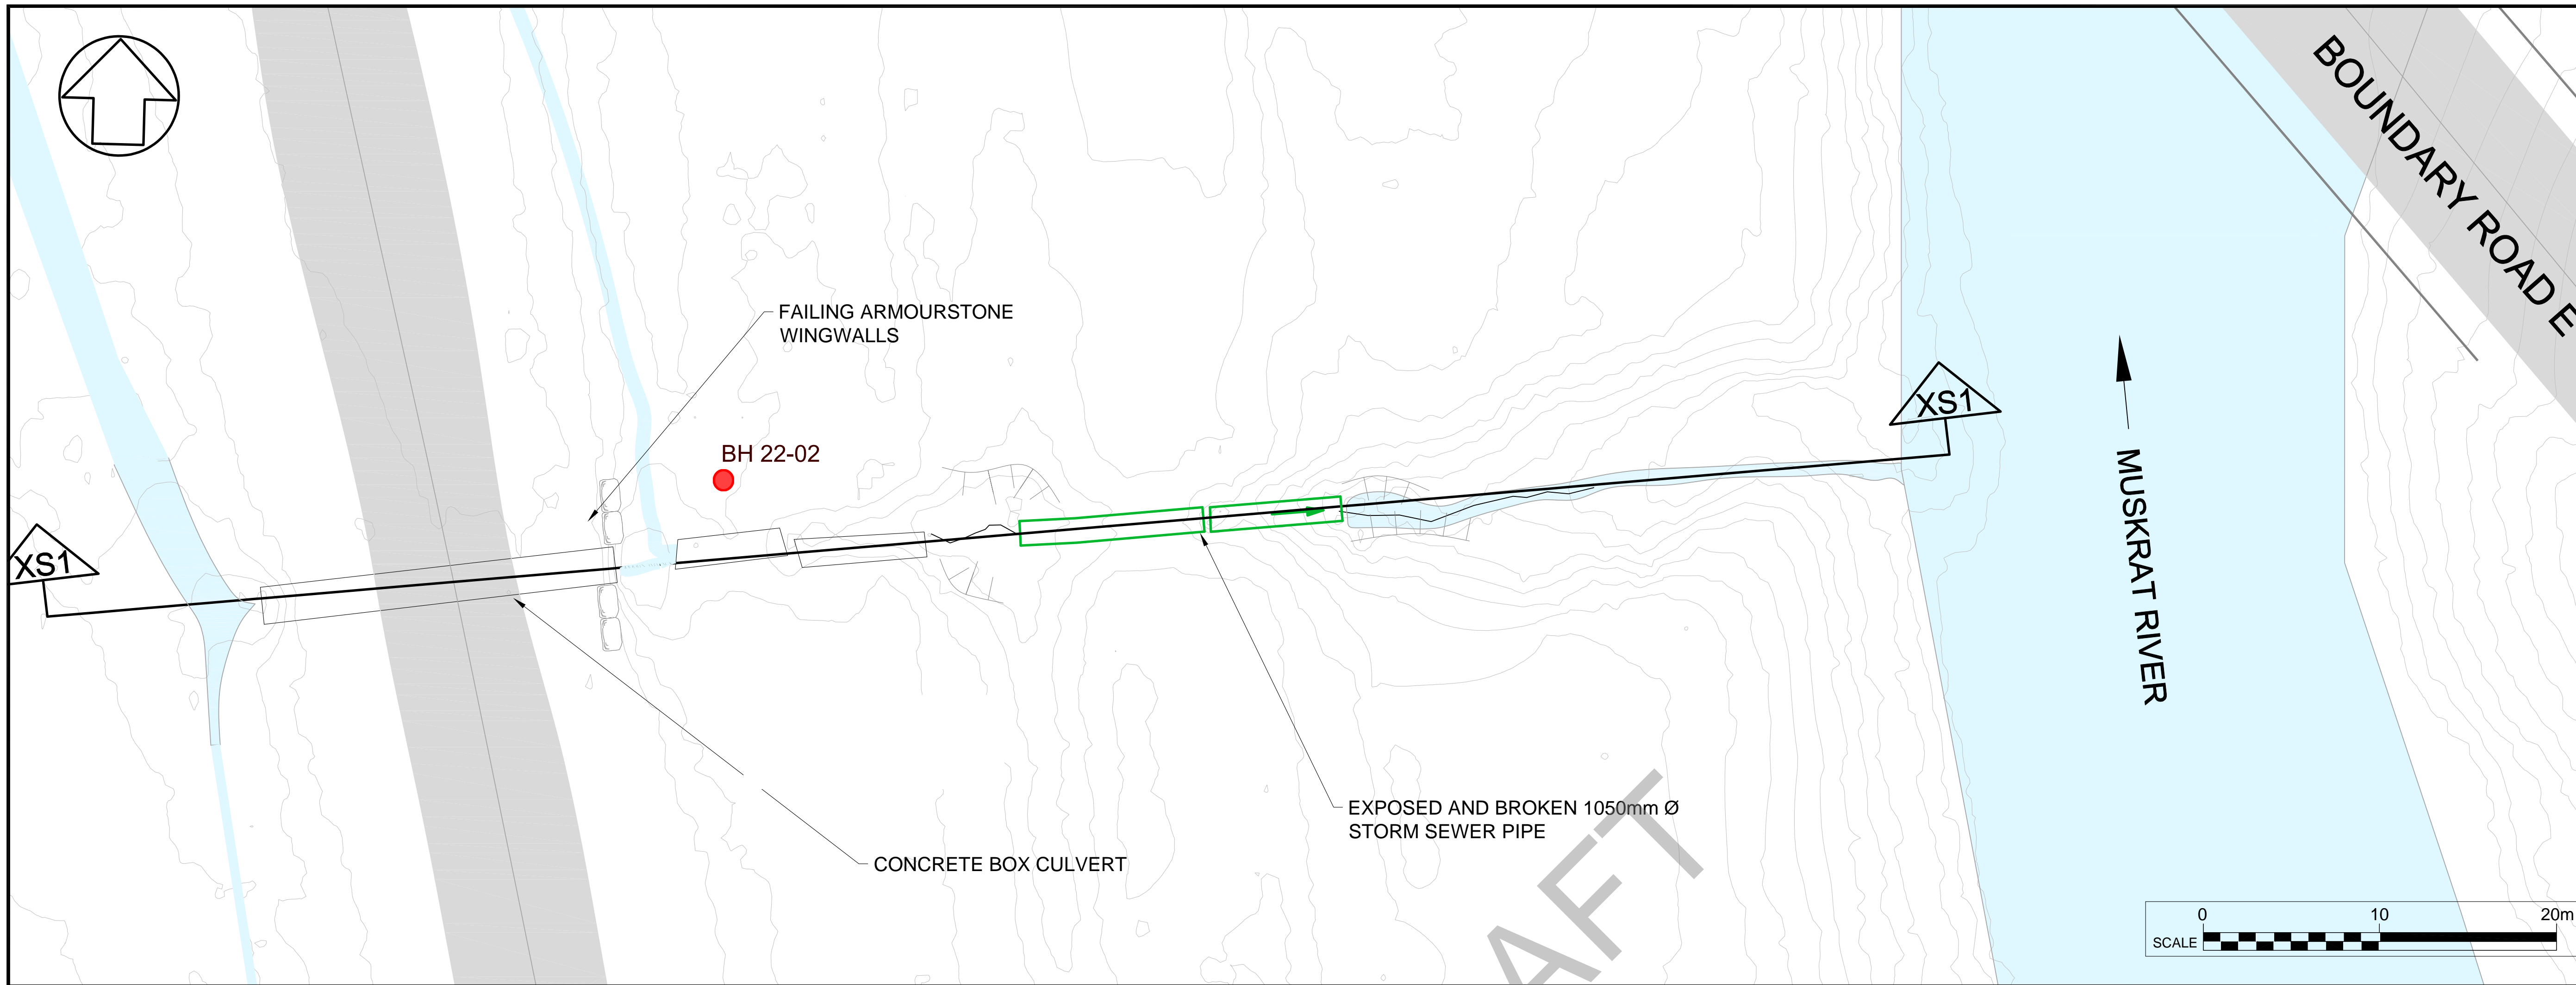 BOUNDARY ROAD E
FAILING ARMOURSTONE
WINGWALLS
BH 22-02
XS1
XS1
MUSKRAT RIVER
EXPOSED AND BROKEN 1050mm Ø
STORM SEWER PIPE
CONCRETE BOX CULVERT
AFT
0 10 20m
SCALE